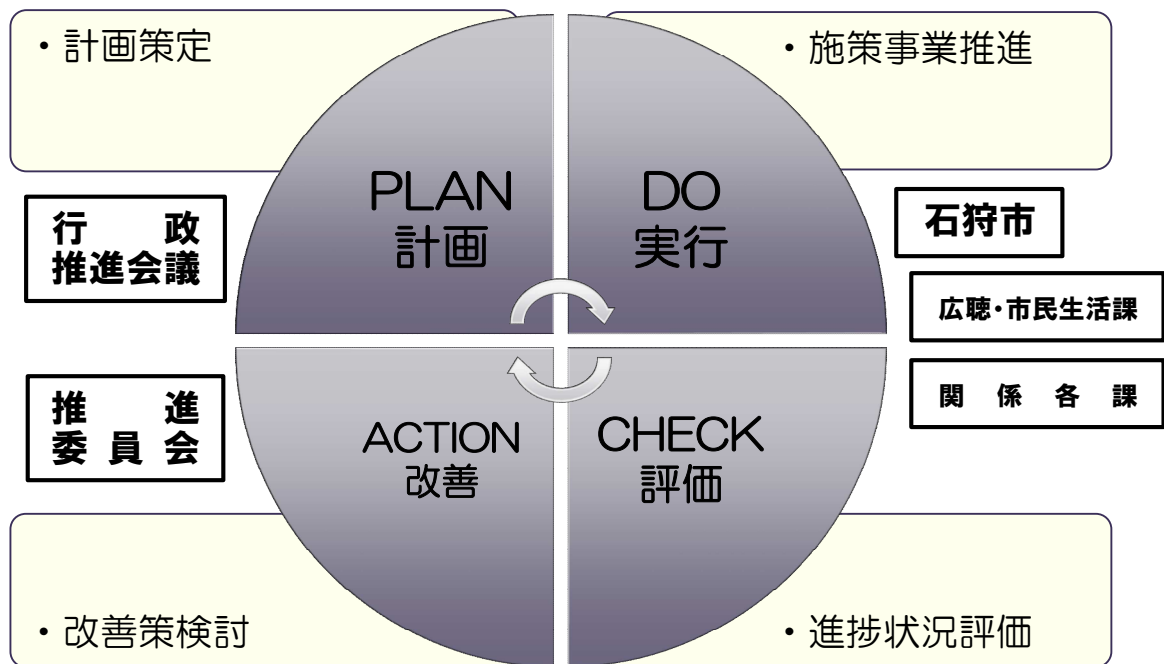 ・計画策定
・施策事業推進
PLAN
計画
DO
実行
行 政
推進会議
石狩市
広聴・市民生活課
関 係 各 課
推 進
委 員 会
ACTION
改善
CHECK
評価
・改善策検討
・進捗状況評価